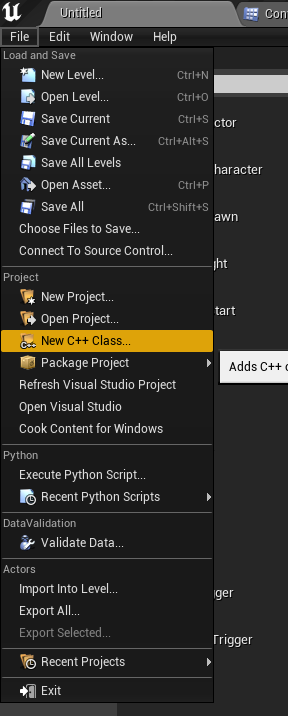 Untitled
Con
File Edit Window Help
Load and Save
New Level... Ctrl+N
Open Level... Ctrl+O
Save Current Ctrl+S
ctor
Save Current As... Ctrl+Alt+S
Save All Levels
haracter
Open Asset... Ctrl+P
Save All Ctrl+Shift+S
awn
Choose Files to Save...
Connect To Source Control...
ght
Project
New Project...
Open Project...
tart
New C++ Class...
Package Project
Adds C++ c
Refresh Visual Studio Project
Open Visual Studio
Cook Content for Windows
Python
Execute Python Script...
Recent Python Scripts
DataValidation
Validate Data...
Actors
Import Into Level...
gger
Export All...
Export Selected...
Trigger
Recent Projects
Exit